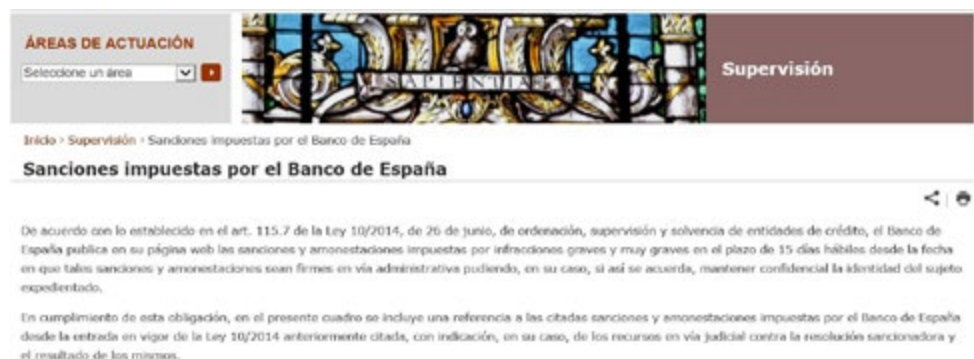 ÁREAS DE ACTUACIÓN
Seleccione un área
SAPIENTIA
Supervisión
Inicio > Supervisión > Sanciones impuestas por el Banco de España
Sanciones impuestas por el Banco de España
De acuerdo con lo establecido en el art. 115.7 de la Ley 10/2014, de 26 de junio, de ordenación, supervisión y solvencia de entidades de crédito, el Banco de
España publica en su página web las sanciones y amonestaciones impuestas por infracciones graves y muy graves en el plazo de 15 días hábiles desde la fecha
en que tales sanciones y amonestaciones sean firmes en vía administrativa pudiendo, en su caso, si así se acuerda, mantener confidencial la identidad del sujeto
expedientado.
En cumplimiento de esta obligación, en el presente cuadro se incluye una referencia a las citadas sanciones y amonestaciones impuestas por el Banco de España
desde la entrada en vigor de la Ley 10/2014 anteriormente citada, con indicación, en su caso, de los recursos en vía judicial contra la resolución sancionadora y
el resultado de los mismos.